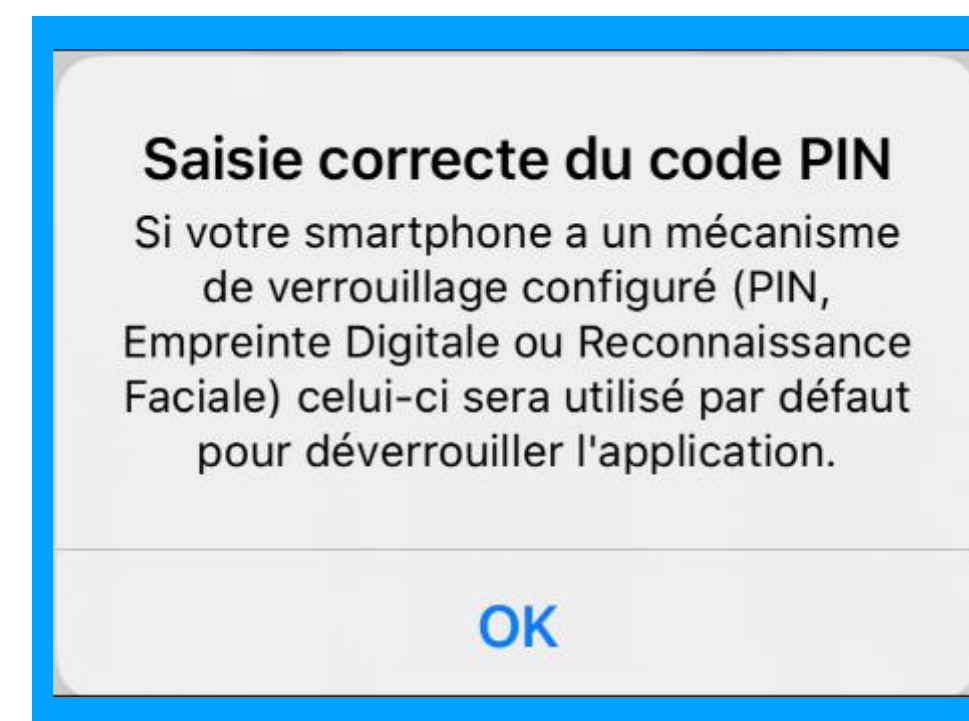 Saisie correcte du code PIN
Si votre smartphone a un mécanisme
de verrouillage configuré (PIN,
Empreinte Digitale ou Reconnaissance
Faciale) celui-ci sera utilisé par défaut
pour déverrouiller l'application.
OK